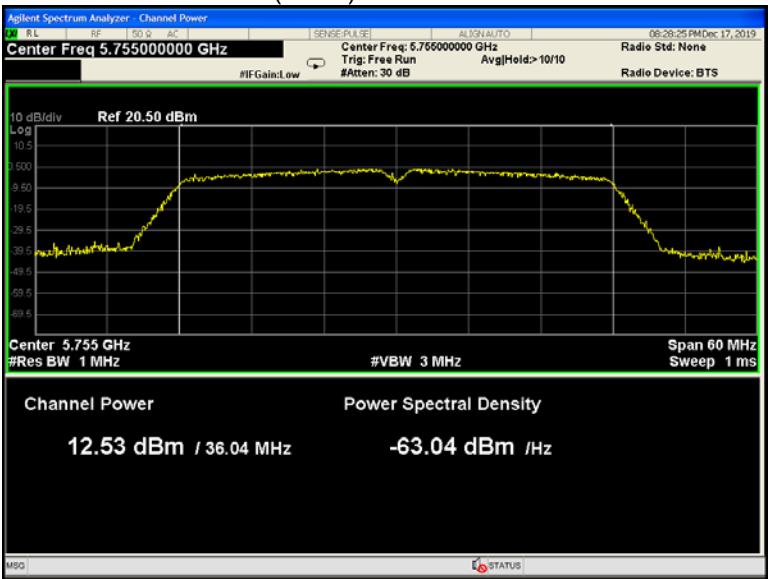 Agilent Spectrum Analyzer - Channel Power
RL RF 50 Ω AC SENSE:PULSE ALIGNAUTO 08:28:25 PM Dec 17, 2019
Center Freq 5.755000000 GHz Center Freq: 5.755000000 GHz Radio Std: None
Trig: Free Run Avg|Hold:> 10/10
#IFGain:Low #Atten: 30 dB Radio Device: BTS
10 dB/div Ref 20.50 dBm
Log
10.5
0.500
-9.50
-19.5
-29.5
-39.5
-49.5
-59.5
-69.5
Center 5.755 GHz Span 60 MHz
#Res BW 1 MHz #VBW 3 MHz Sweep 1 ms
Channel Power Power Spectral Density
12.53 dBm / 36.04 MHz -63.04 dBm /Hz
MSG STATUS